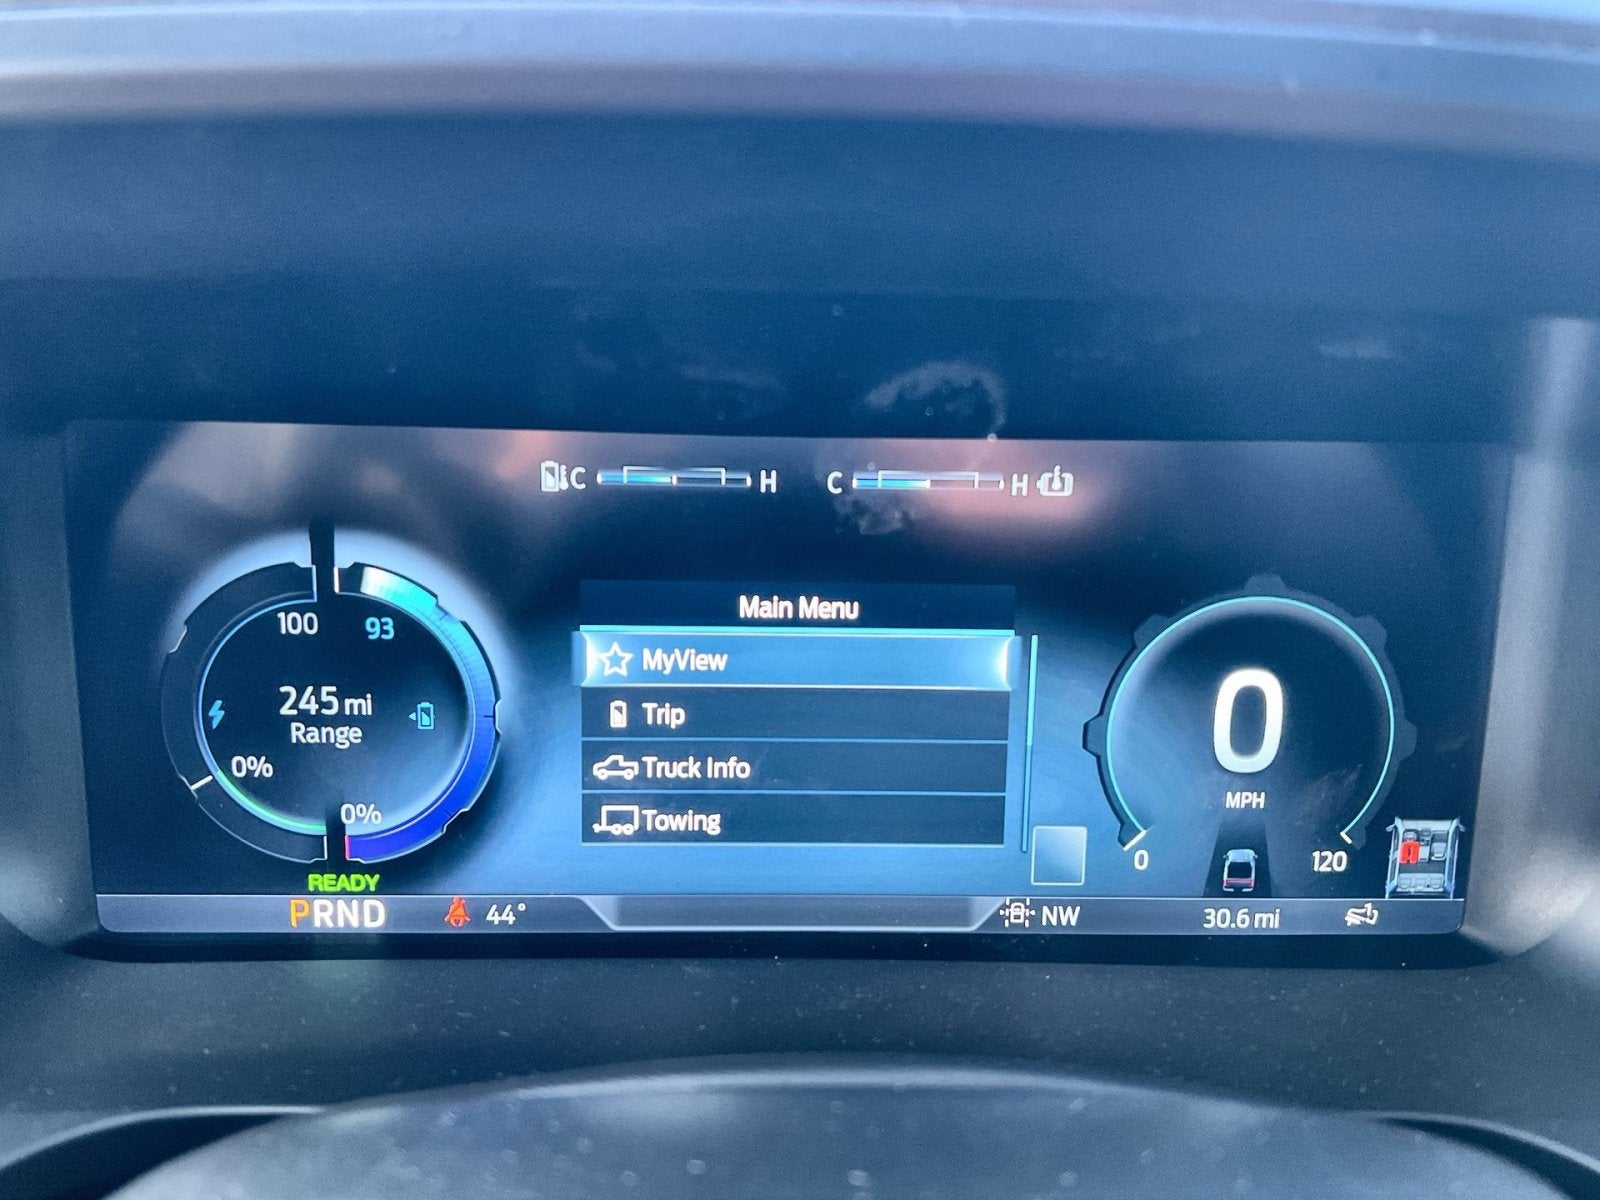 C H
C H
100 93
245 mi
Range
0%
0%
READY
PRND
44°
Main Menu
MyView
Trip
Truck Info
Towing
0
MPH
0 120
NW
30.6 mi